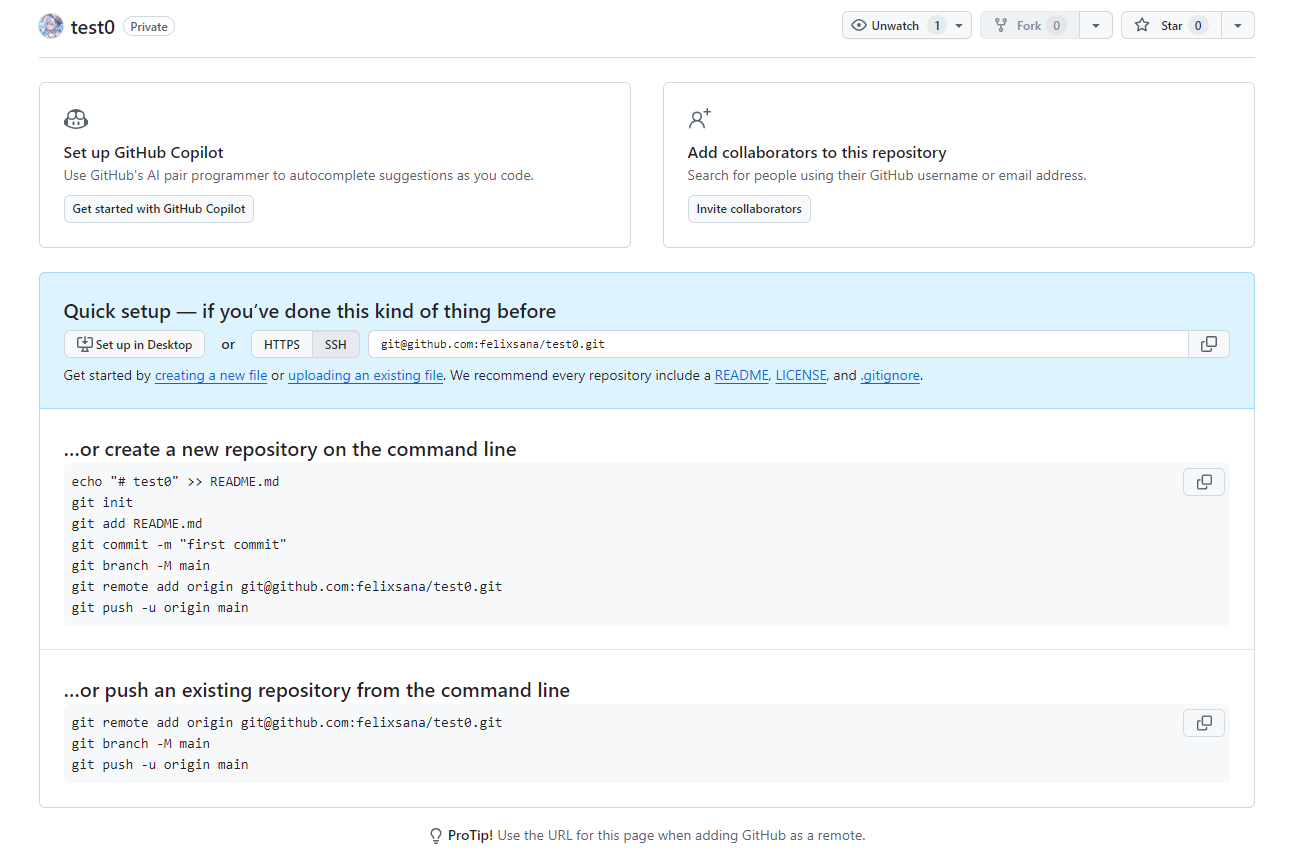 test0 Private Unwatch 1 Fork 0 Star 0
Set up GitHub Copilot
Use GitHub's AI pair programmer to autocomplete suggestions as you code.
Get started with GitHub Copilot
Add collaborators to this repository
Search for people using their GitHub username or email address.
Invite collaborators
Quick setup — if you’ve done this kind of thing before
Set up in Desktop or HTTPS SSH git@github.com:felixsana/test0.git
Get started by creating a new file or uploading an existing file. We recommend every repository include a README, LICENSE, and .gitignore.
…or create a new repository on the command line
echo "# test0" >> README.md
git init
git add README.md
git commit -m "first commit"
git branch -M main
git remote add origin git@github.com:felixsana/test0.git
git push -u origin main
…or push an existing repository from the command line
git remote add origin git@github.com:felixsana/test0.git
git branch -M main
git push -u origin main
ProTip! Use the URL for this page when adding GitHub as a remote.